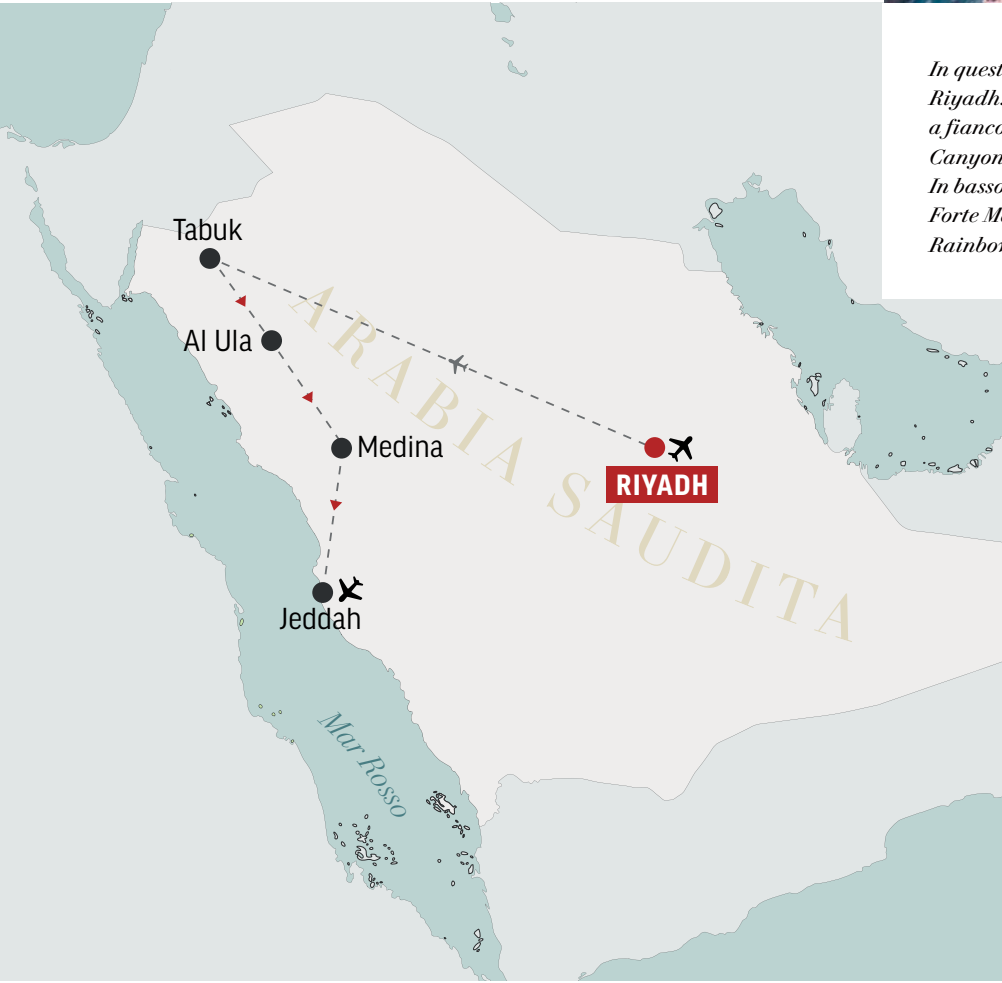 In quest
Riyadh
a fianco
Canyon
In basso
Forte M
Rainbo
Tabuk
Al Ula
ARABIA SAUDITA
Medina
RIYADH
Jeddah
Mar Rosso